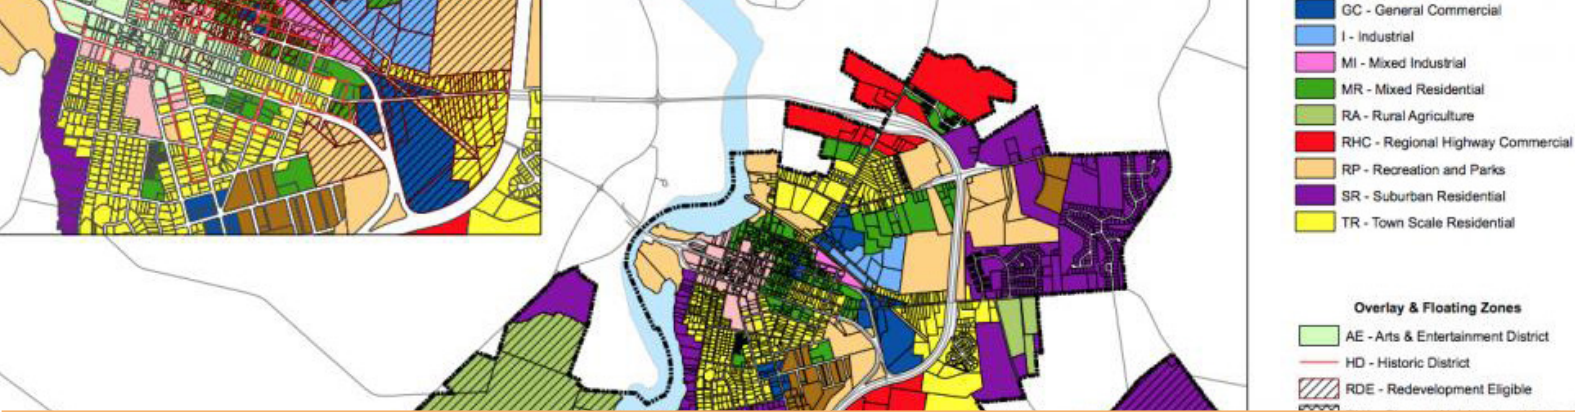 GC - General Commercial
I - Industrial
MI - Mixed Industrial
MR - Mixed Residential
RA - Rural Agriculture
RHC - Regional Highway Commercial
RP - Recreation and Parks
SR - Suburban Residential
TR - Town Scale Residential
Overlay & Floating Zones
AE - Arts & Entertainment District
HD - Historic District
RDE - Redevelopment Eligible